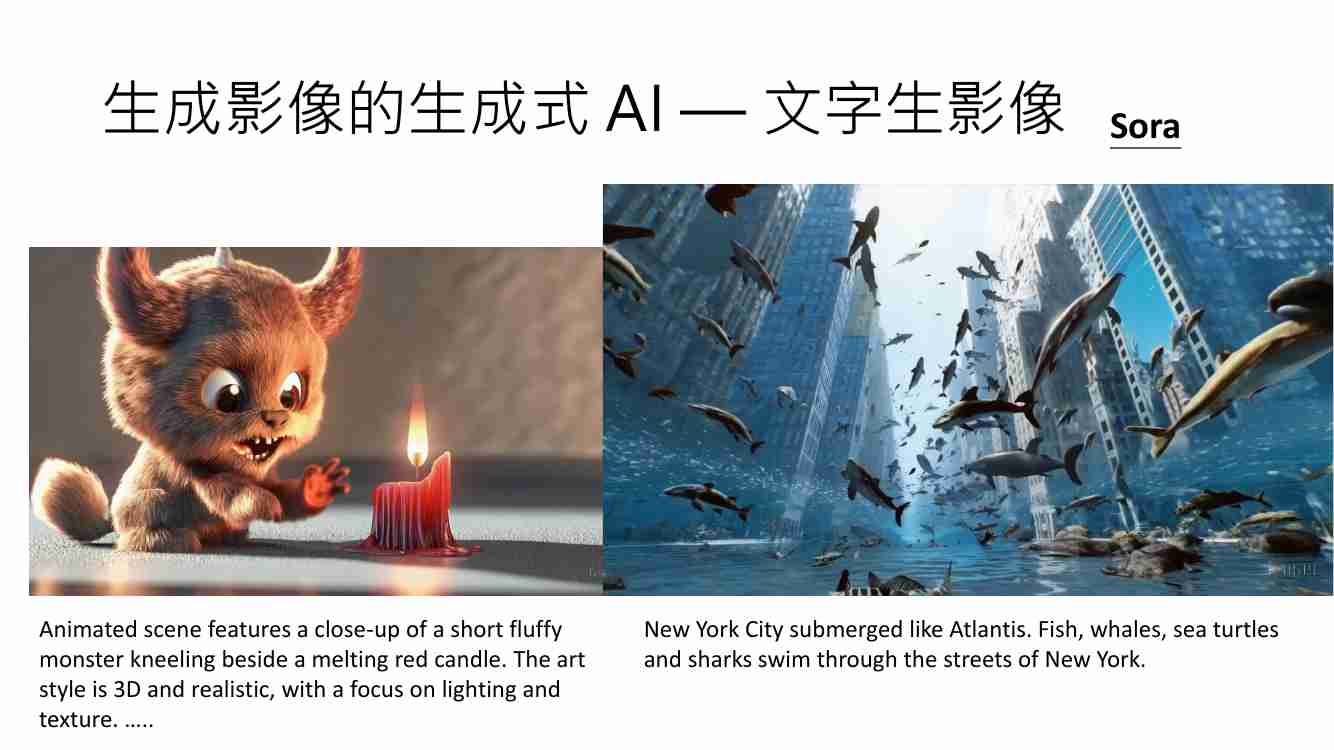 生成影像的生成式 AI — 文字生影像
Sora
Animated scene features a close-up of a short fluffy
monster kneeling beside a melting red candle. The art
style is 3D and realistic, with a focus on lighting and
texture. …..
New York City submerged like Atlantis. Fish, whales, sea turtles
and sharks swim through the streets of New York.